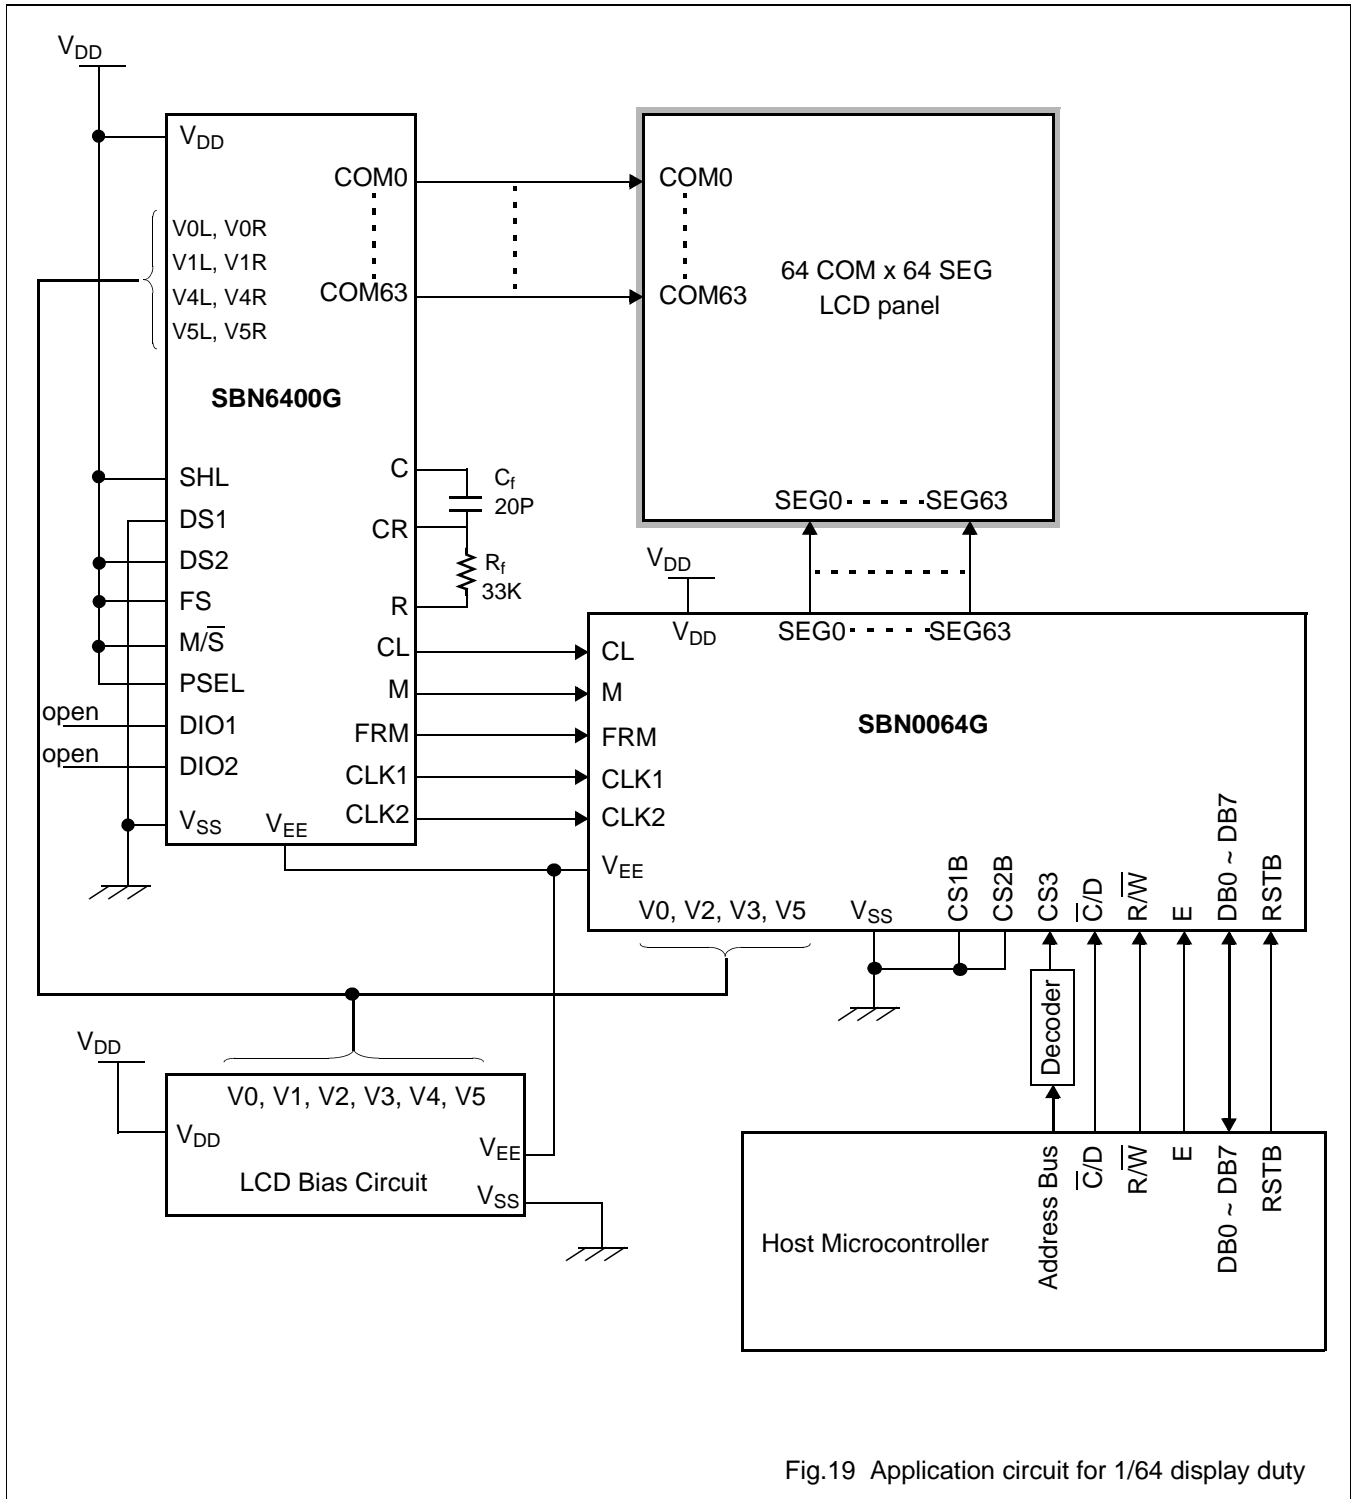 VDD
VDD
V0L, V0R
V1L, V1R
V4L, V4R
V5L, V5R
COM0
COM63
SBN6400G
SHL
DS1
DS2
FS
M/S̅
PSEL
open
DIO1
open
DIO2
VSS
VEE
C
CR
R
CL
M
FRM
CLK1
CLK2
Cf
20P
Rf
33K
COM0
COM63
64 COM x 64 SEG
LCD panel
SEG0 SEG63
VDD
VDD
SEG0 SEG63
CL
M
FRM
CLK1
CLK2
VEE
SBN0064G
V0, V2, V3, V5
VSS
CS1B
CS2B
CS3
C̅/D
R/W̅
E
DB0 ~ DB7
RSTB
Decoder
VDD
V0, V1, V2, V3, V4, V5
VDD
VEE
LCD Bias Circuit
VSS
Address Bus
C̅/D
R/W̅
E
DB0 ~ DB7
RSTB
Host Microcontroller
Fig.19 Application circuit for 1/64 display duty